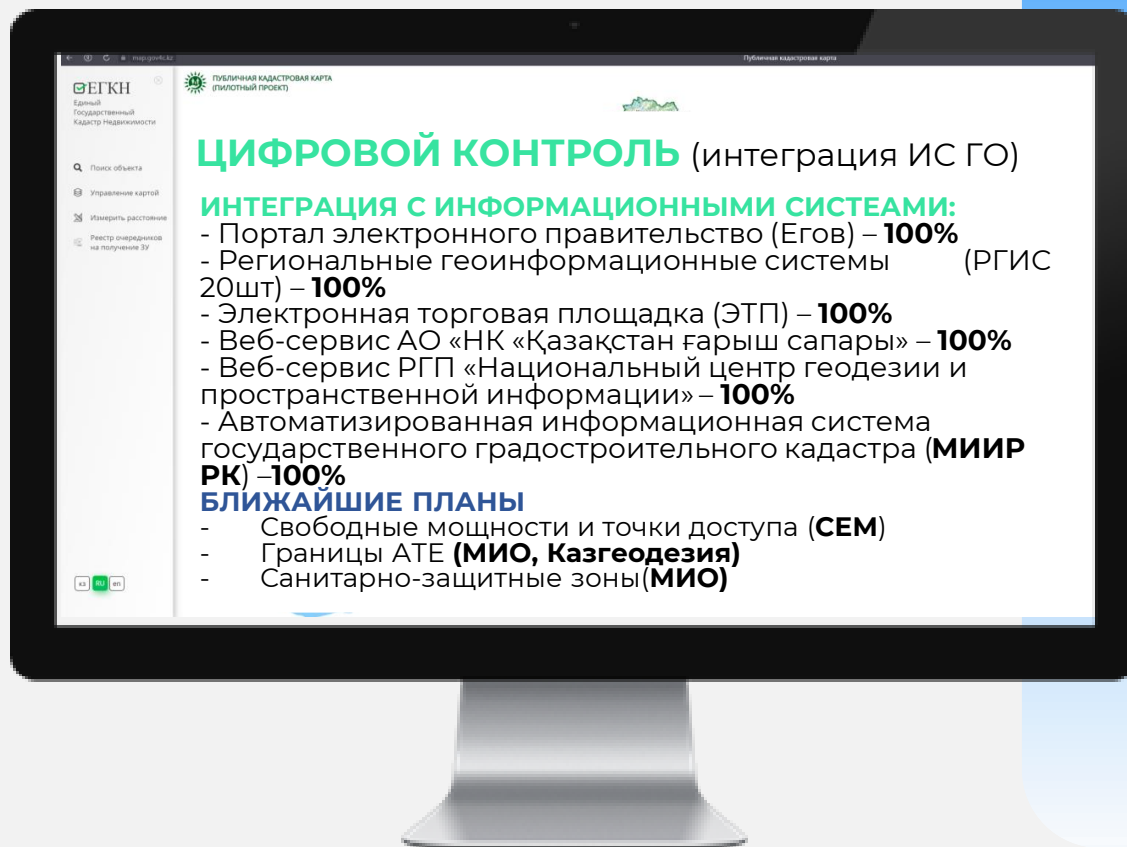 map.gov4c.kz
Публичная кадастровая карта
ЕГКН
Единый
Государственный
Кадастр Недвижимости
ПУБЛИЧНАЯ КАДАСТРОВАЯ КАРТА
(ПИЛОТНЫЙ ПРОЕКТ)
Поиск объекта
Управление картой
Измерить расстояние
Реестр очередников
на получение ЗУ
кз RU en
ЦИФРОВОЙ КОНТРОЛЬ (интеграция ИС ГО)
ИНТЕГРАЦИЯ С ИНФОРМАЦИОННЫМИ СИСТЕАМИ:
- Портал электронного правительство (Егов) – 100%
- Региональные геоинформационные системы (РГИС
20шт) – 100%
- Электронная торговая площадка (ЭТП) – 100%
- Веб-сервис АО «НК «Қазақстан ғарыш сапары» – 100%
- Веб-сервис РГП «Национальный центр геодезии и
пространственной информации» – 100%
- Автоматизированная информационная система
государственного градостроительного кадастра (МИИР
РК) –100%
БЛИЖАЙШИЕ ПЛАНЫ
- Свободные мощности и точки доступа (СЕМ)
- Границы АТЕ (МИО, Казгеодезия)
- Санитарно-защитные зоны(МИО)